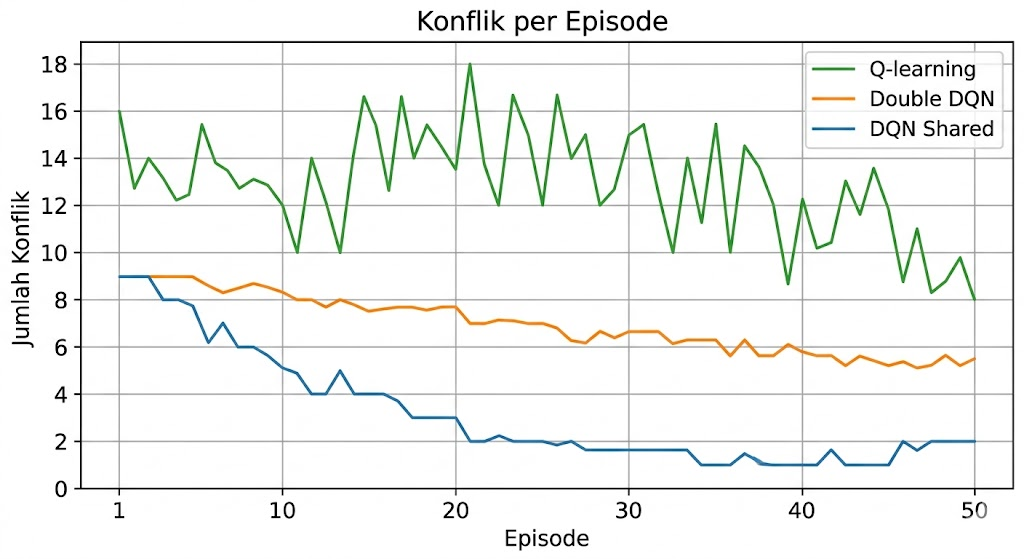 Konflik per Episode
Jumlah Konflik
18
16
14
12
10
8
6
4
2
0
Q-learning
Double DQN
DQN Shared
1 10 20 30 40 50
Episode